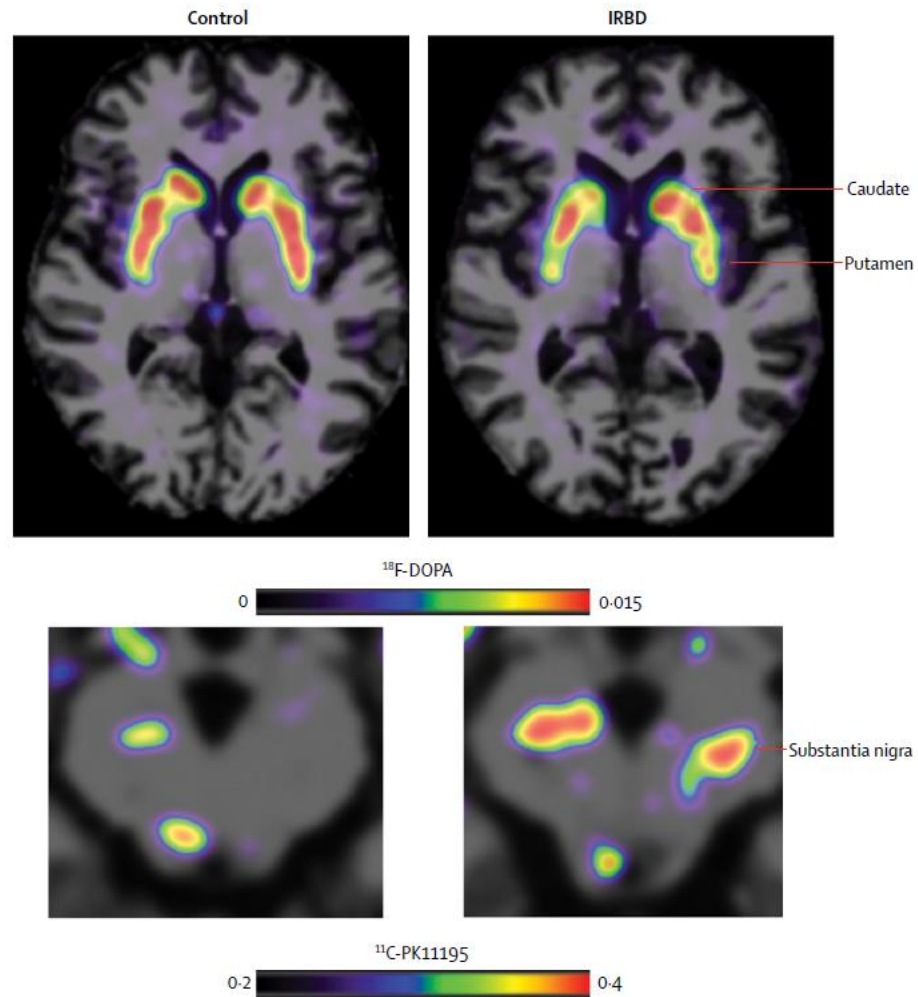 Control
IRBD
Caudate
Putamen
¹⁸F-DOPA
0
0·015
Substantia nigra
¹¹C-PK11195
0·2
0·4